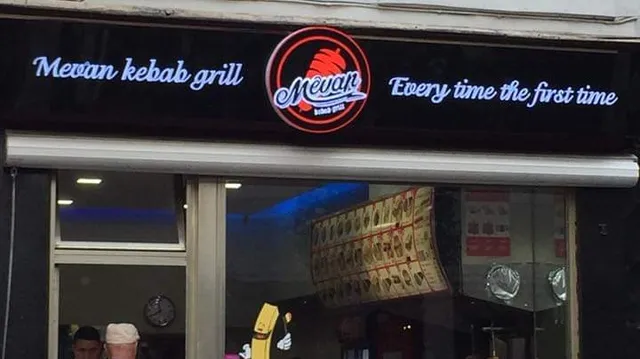 Mevan kebab grill
Mevan
kebab grill
Every time the first time